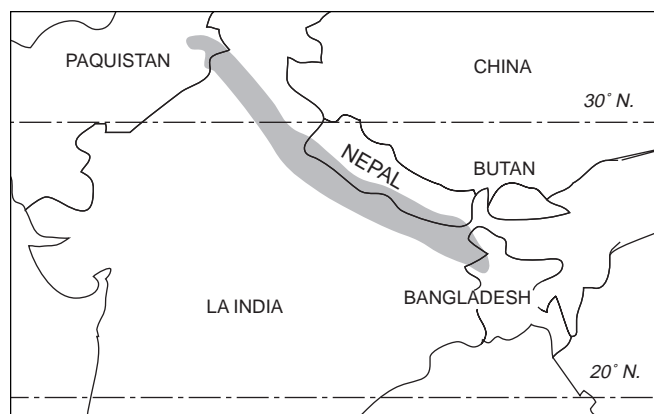 PAQUISTAN
CHINA
30° N.
NEPAL
BUTAN
LA INDIA
BANGLADESH
20° N.